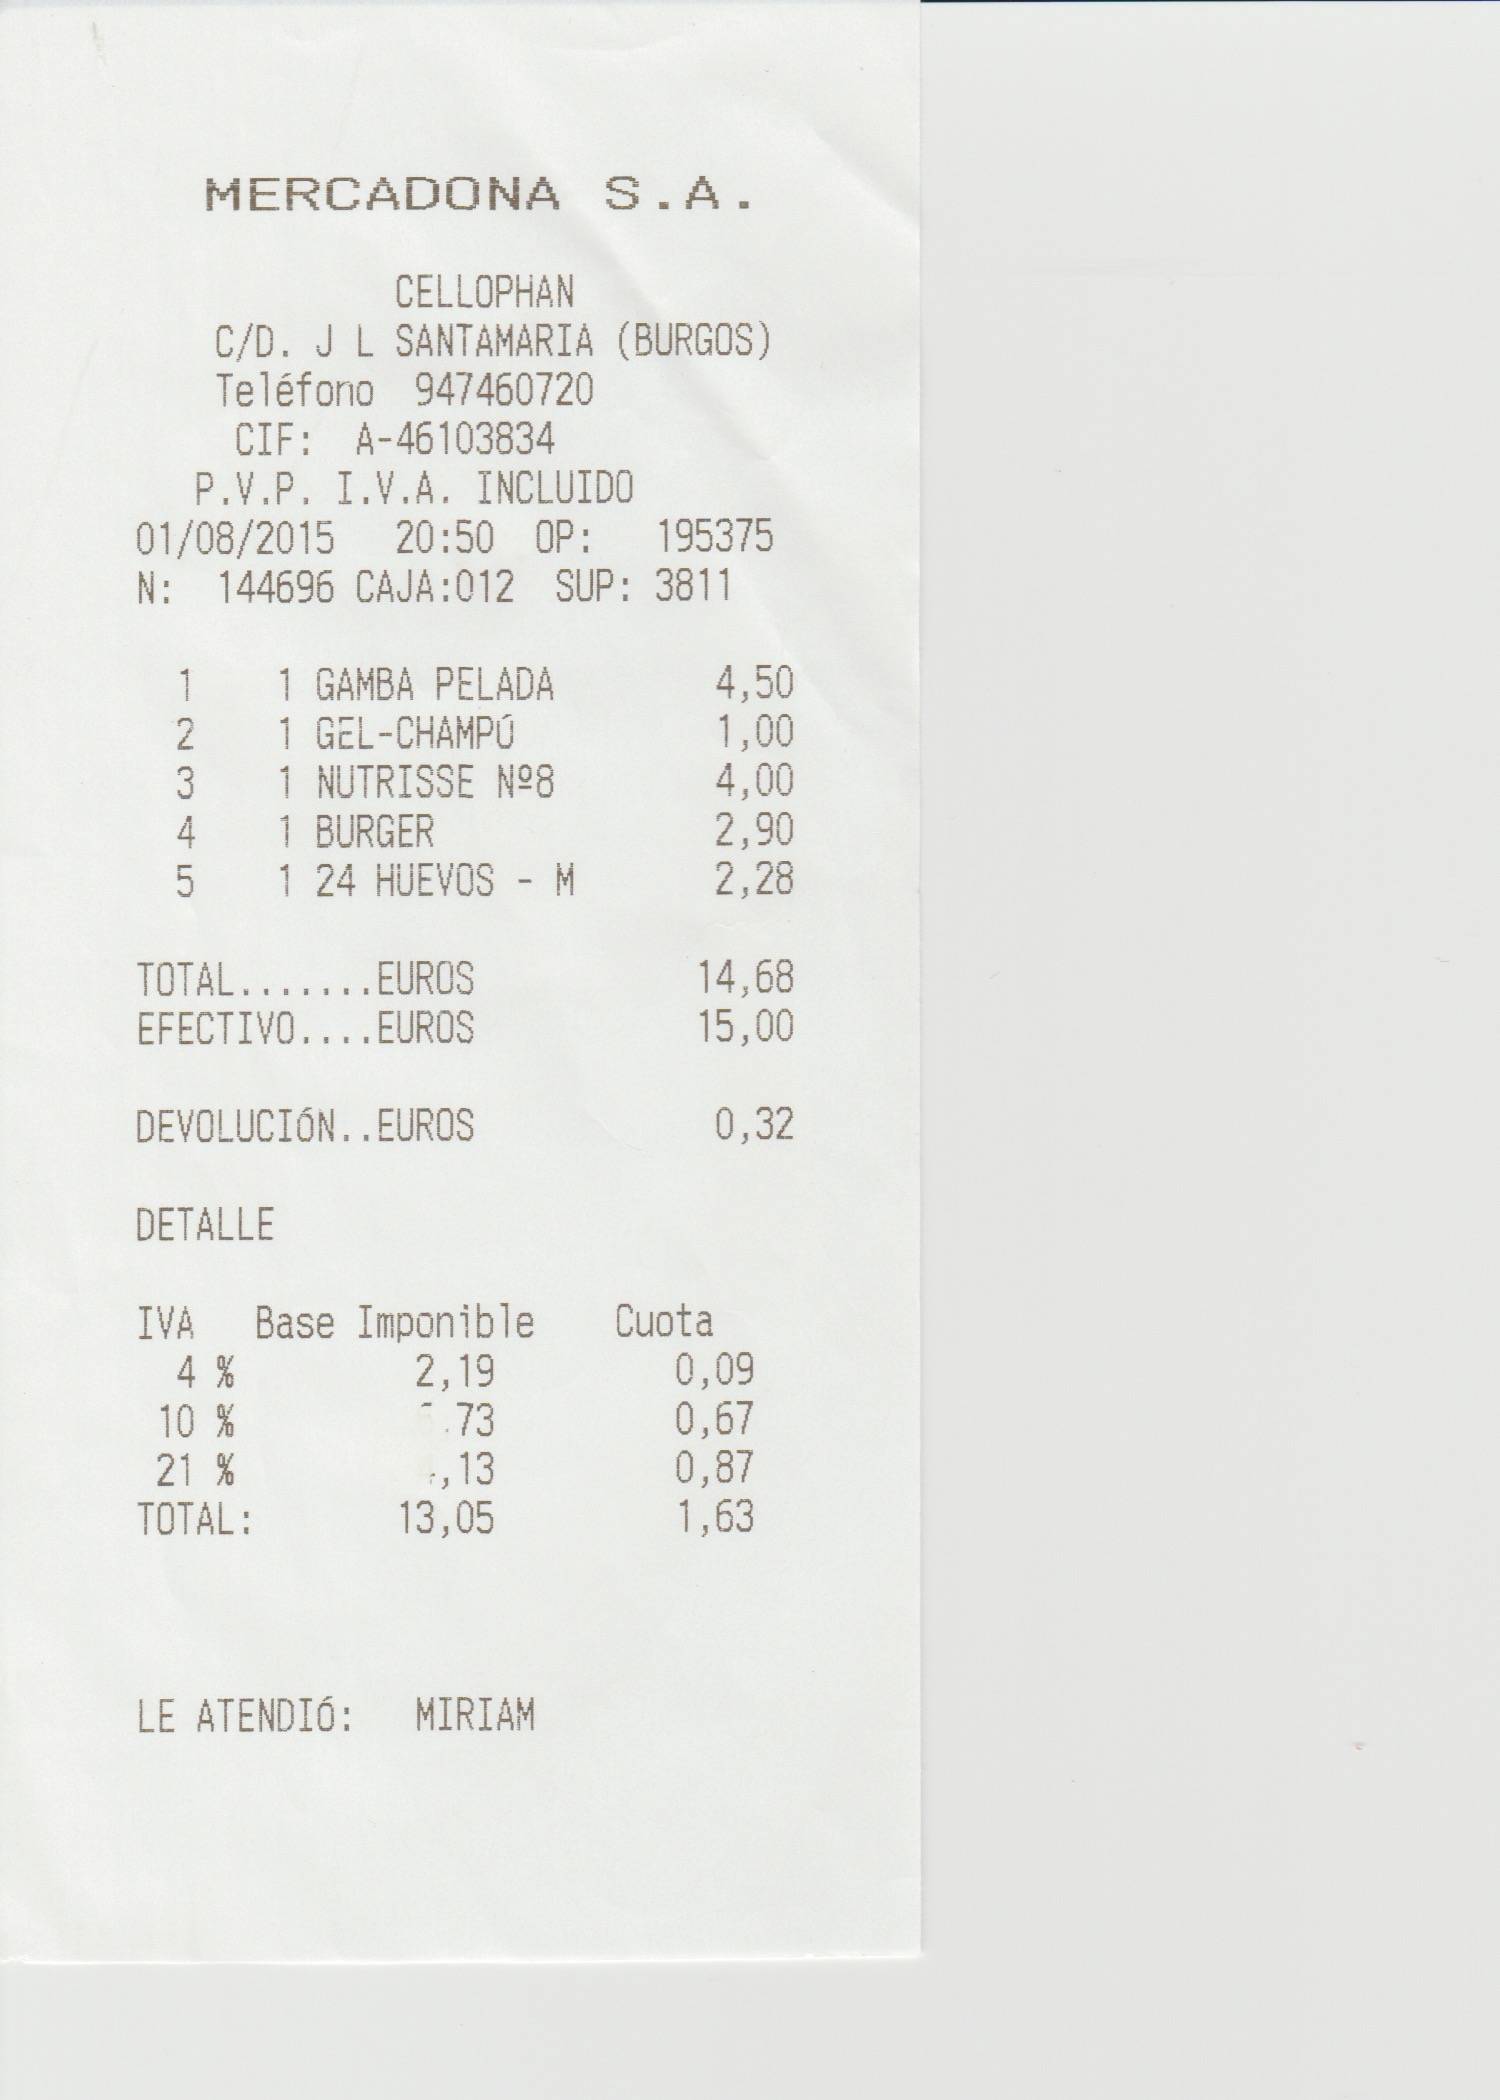 MERCADONA S.A.
CELLOPHAN
C/D. J L SANTAMARIA (BURGOS)
Teléfono 947460720
CIF: A-46103834
P.V.P. I.V.A. INCLUIDO
01/08/2015 20:50 OP: 195375
N: 144696 CAJA:012 SUP: 3811
1 1 GAMBA PELADA 4,50
2 1 GEL-CHAMPÚ 1,00
3 1 NUTRISSE Nº8 4,00
4 1 BURGER 2,90
5 1 24 HUEVOS - M 2,28
TOTAL.......EUROS 14,68
EFECTIVO....EUROS 15,00
DEVOLUCIÓN..EUROS 0,32
DETALLE
IVA Base Imponible Cuota
4 % 2,19 0,09
10 % 0,67
21 % 0,87
TOTAL: 13,05 1,63
LE ATENDIÓ: MIRIAM